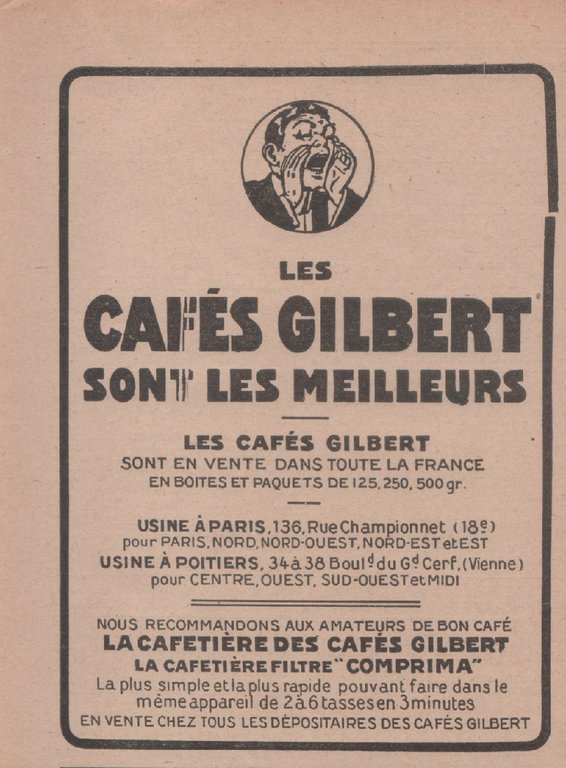 LES
CAFÉS GILBERT
SONT LES MEILLEURS
LES CAFÉS GILBERT
SONT EN VENTE DANS TOUTE LA FRANCE
EN BOITES ET PAQUETS DE 125, 250, 500 gr.
USINE À PARIS, 136, Rue Championnet (18e)
pour PARIS, NORD, NORD-OUEST, NORD-EST et EST
USINE À POITIERS, 34 à 38 Bould du Gd Cerf, (Vienne)
pour CENTRE, OUEST, SUD-OUEST et MIDI
NOUS RECOMMANDONS AUX AMATEURS DE BON CAFÉ
LA CAFETIÈRE DES CAFÉS GILBERT
LA CAFETIÈRE FILTRE "COMPRIMA"
La plus simple et la plus rapide pouvant faire dans le
même appareil de 2 à 6 tasses en 3 minutes
EN VENTE CHEZ TOUS LES DÉPOSITAIRES DES CAFÉS GILBERT